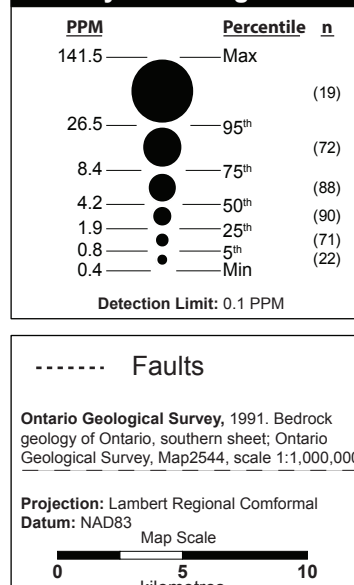 PPM Percentile n
141.5 Max
(19)
26.5 95th
(72)
8.4 75th
(88)
4.2 50th
(90)
1.9 25th
(71)
0.8 5th
(22)
0.4 Min
Detection Limit: 0.1 PPM
Faults
Ontario Geological Survey, 1991. Bedrock
geology of Ontario, southern sheet; Ontario
Geological Survey, Map2544, scale 1:1,000,000
Projection: Lambert Regional Comformal
Datum: NAD83
Map Scale
0 5 10
kilometres